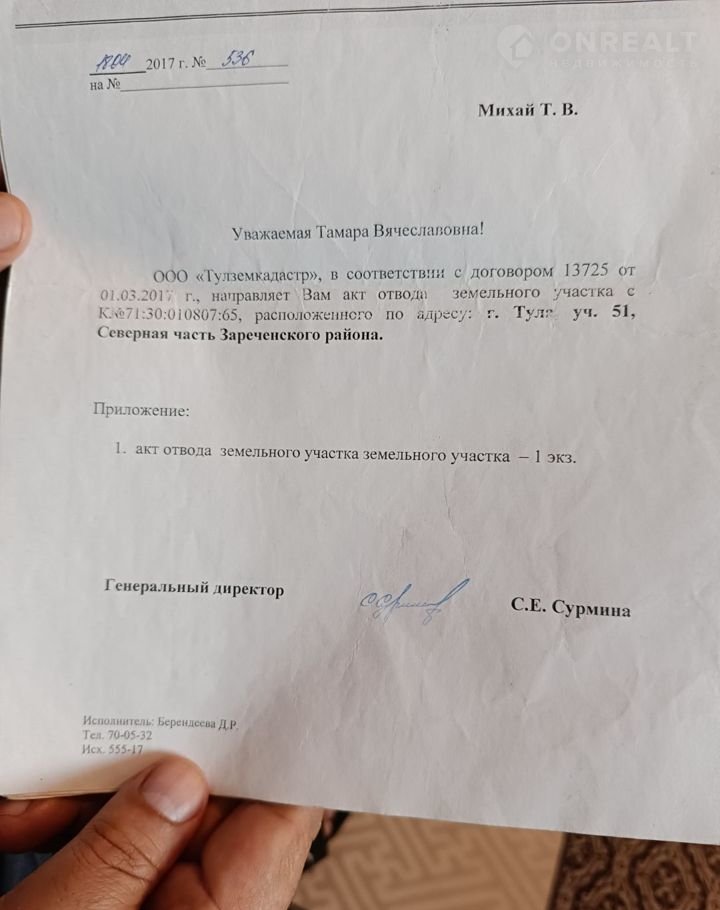 ONREALT
НЕДВИЖИМОСТЬ
18.04 2017 г. № 536
на №
Михай Т. В.
Уважаемая Тамара Вячеславовна!
ООО «Тулземкадастр», в соответствии с договором 13725 от
01.03.2017 г., направляет Вам акт отвода земельного участка с
К№71:30:010807:65, расположенного по адресу: г. Тула уч. 51,
Северная часть Зареченского района.
Приложение:
1. акт отвода земельного участка земельного участка – 1 экз.
Генеральный директор
С.Е. Сурмина
Исполнитель: Берендеева Д.Р.
Тел. 70-05-32
Исх. 555-17